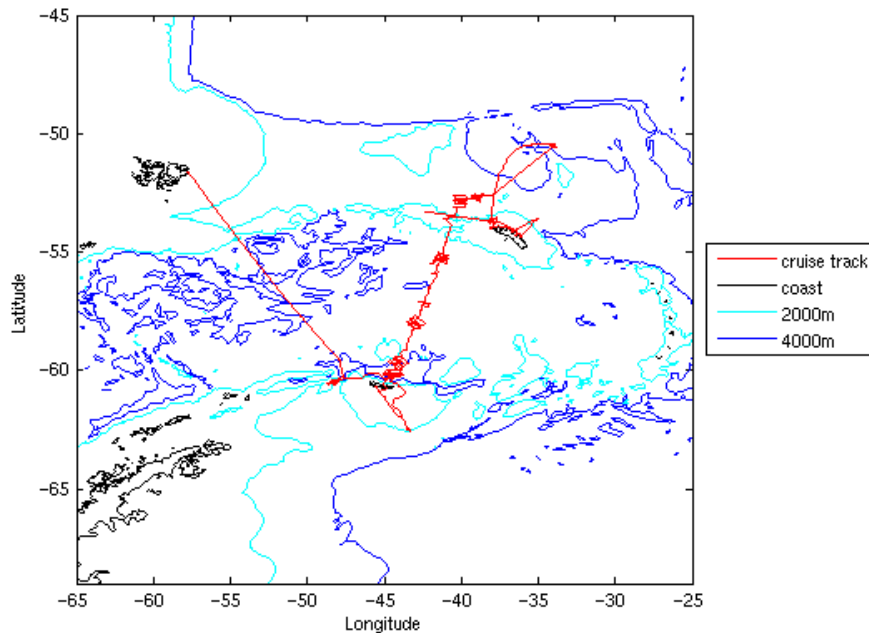 −45
−50
−55
−60
−65
Latitude
−65
−60
−55
−50
−45
−40
−35
−30
−25
Longitude
cruise track
coast
2000m
4000m